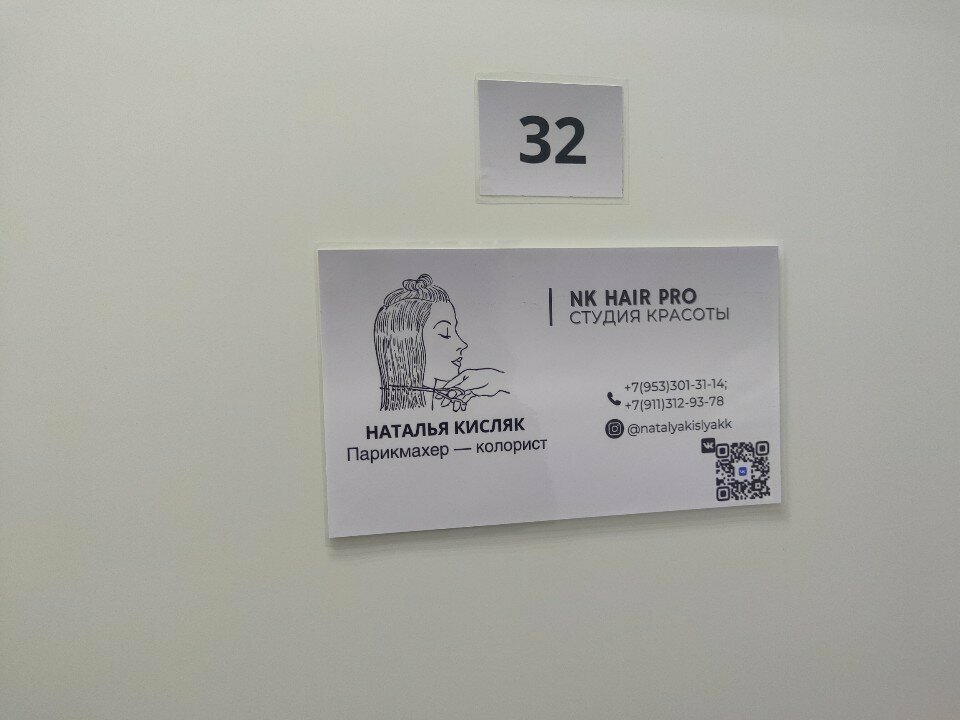 32
НАТАЛЬЯ КИСЛЯК
Парикмахер — колорист
NK HAIR PRO
СТУДИЯ КРАСОТЫ
+7(953)301-31-14;
+7(911)312-93-78
@natalyakislyakk